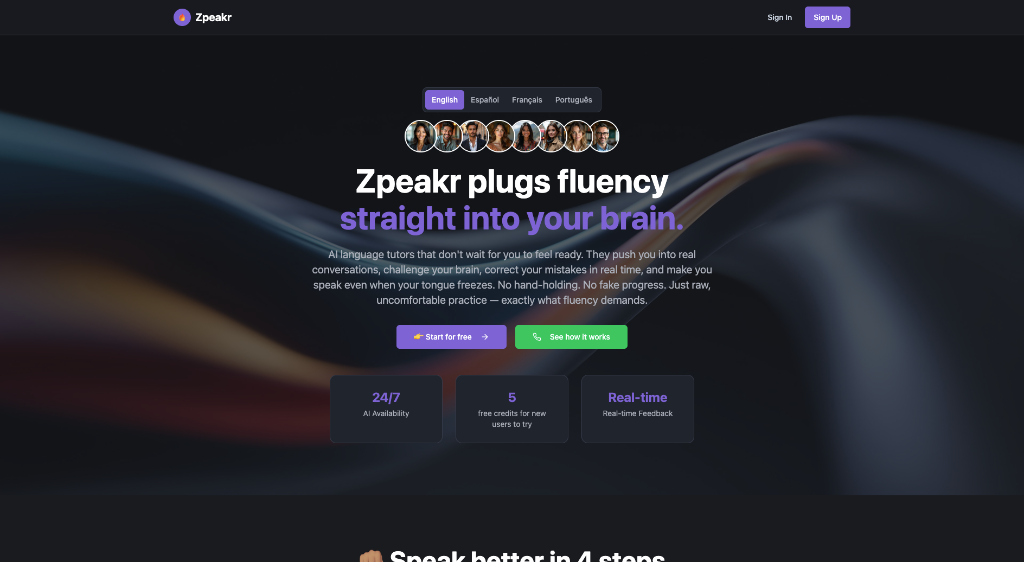 Zpeakr
Sign In
Sign Up
English
Español
Français
Português
Zpeakr plugs fluency
straight into your brain.
AI language tutors that don't wait for you to feel ready. They push you into real
conversations, challenge your brain, correct your mistakes in real time, and make you
speak even when your tongue freezes. No hand-holding. No fake progress. Just raw,
uncomfortable practice — exactly what fluency demands.
👉 Start for free →
See how it works
24/7
AI Availability
5
free credits for new
users to try
Real-time
Real-time Feedback
👊🏽 Speak better in 4 steps